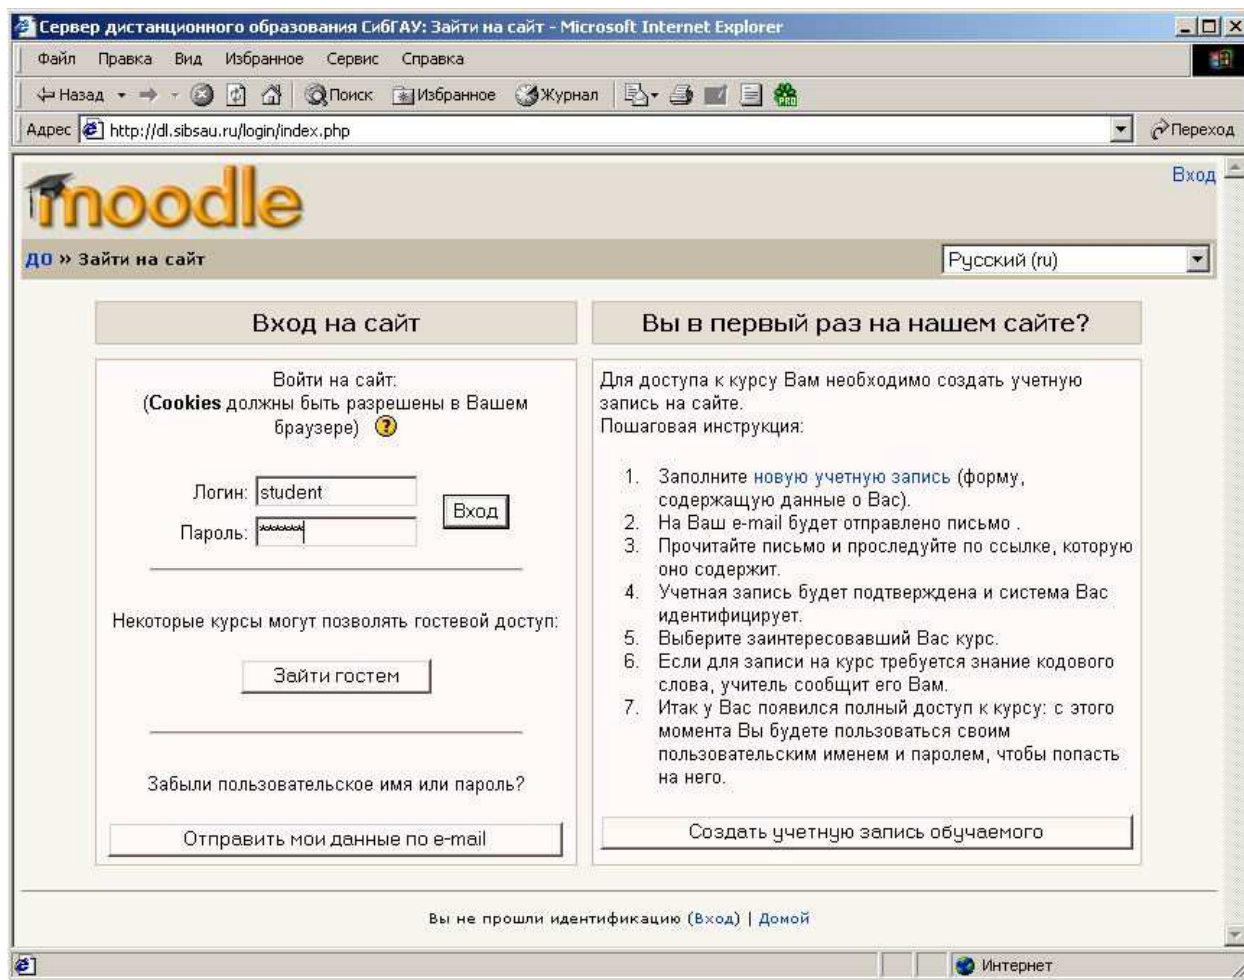 Сервер дистанционного образования СибГАУ: Зайти на сайт - Microsoft Internet Explorer
Файл Правка Вид Избранное Сервис Справка
Назад Поиск Избранное Журнал PRO
Адрес http://dl.sibsau.ru/login/index.php Переход
moodle
Вход
ДО » Зайти на сайт
Русский (ru)
Вход на сайт
Войти на сайт:
(Cookies должны быть разрешены в Вашем
браузере) ?
Логин: student
Пароль: *******
Вход
Некоторые курсы могут позволять гостевой доступ:
Зайти гостем
Забыли пользовательское имя или пароль?
Отправить мои данные по e-mail
Вы в первый раз на нашем сайте?
Для доступа к курсу Вам необходимо создать учетную
запись на сайте.
Пошаговая инструкция:
1. Заполните новую учетную запись (форму,
содержащую данные о Вас).
2. На Ваш e-mail будет отправлено письмо .
3. Прочитайте письмо и проследуйте по ссылке, которую
оно содержит.
4. Учетная запись будет подтверждена и система Вас
идентифицирует.
5. Выберите заинтересовавший Вас курс.
6. Если для записи на курс требуется знание кодового
слова, учитель сообщит его Вам.
7. Итак у Вас появился полный доступ к курсу: с этого
момента Вы будете пользоваться своим
пользовательским именем и паролем, чтобы попасть
на него.
Создать учетную запись обучаемого
Вы не прошли идентификацию (Вход) | Домой
Интернет